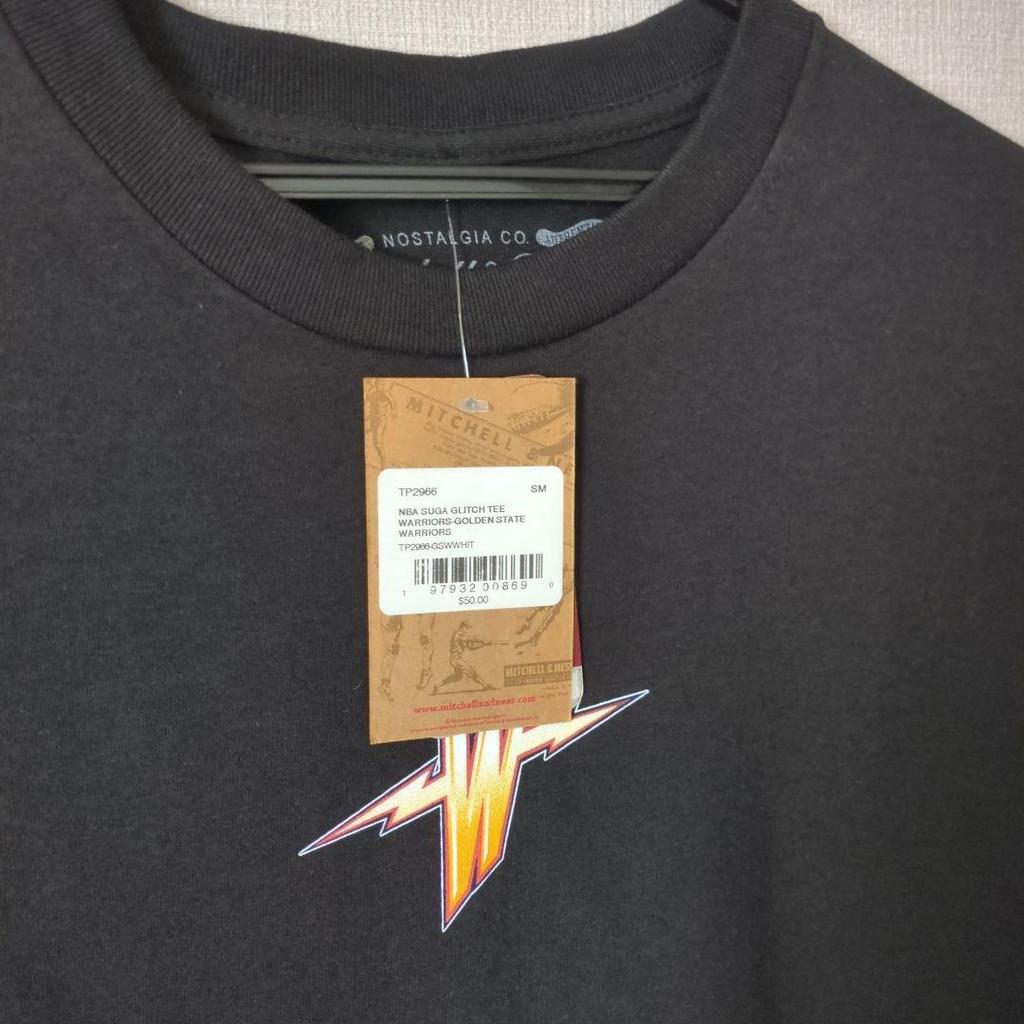 NOSTALGIA CO.
MITCHELL & NE
TP2966 SM
NBA SUGA GLITCH TEE
WARRIORS-GOLDEN STATE
WARRIORS
TP2966-GSWWHIT
1 97932 00869 0
$50.00
MITCHELL & NESS
www.mitchellandness.com
W